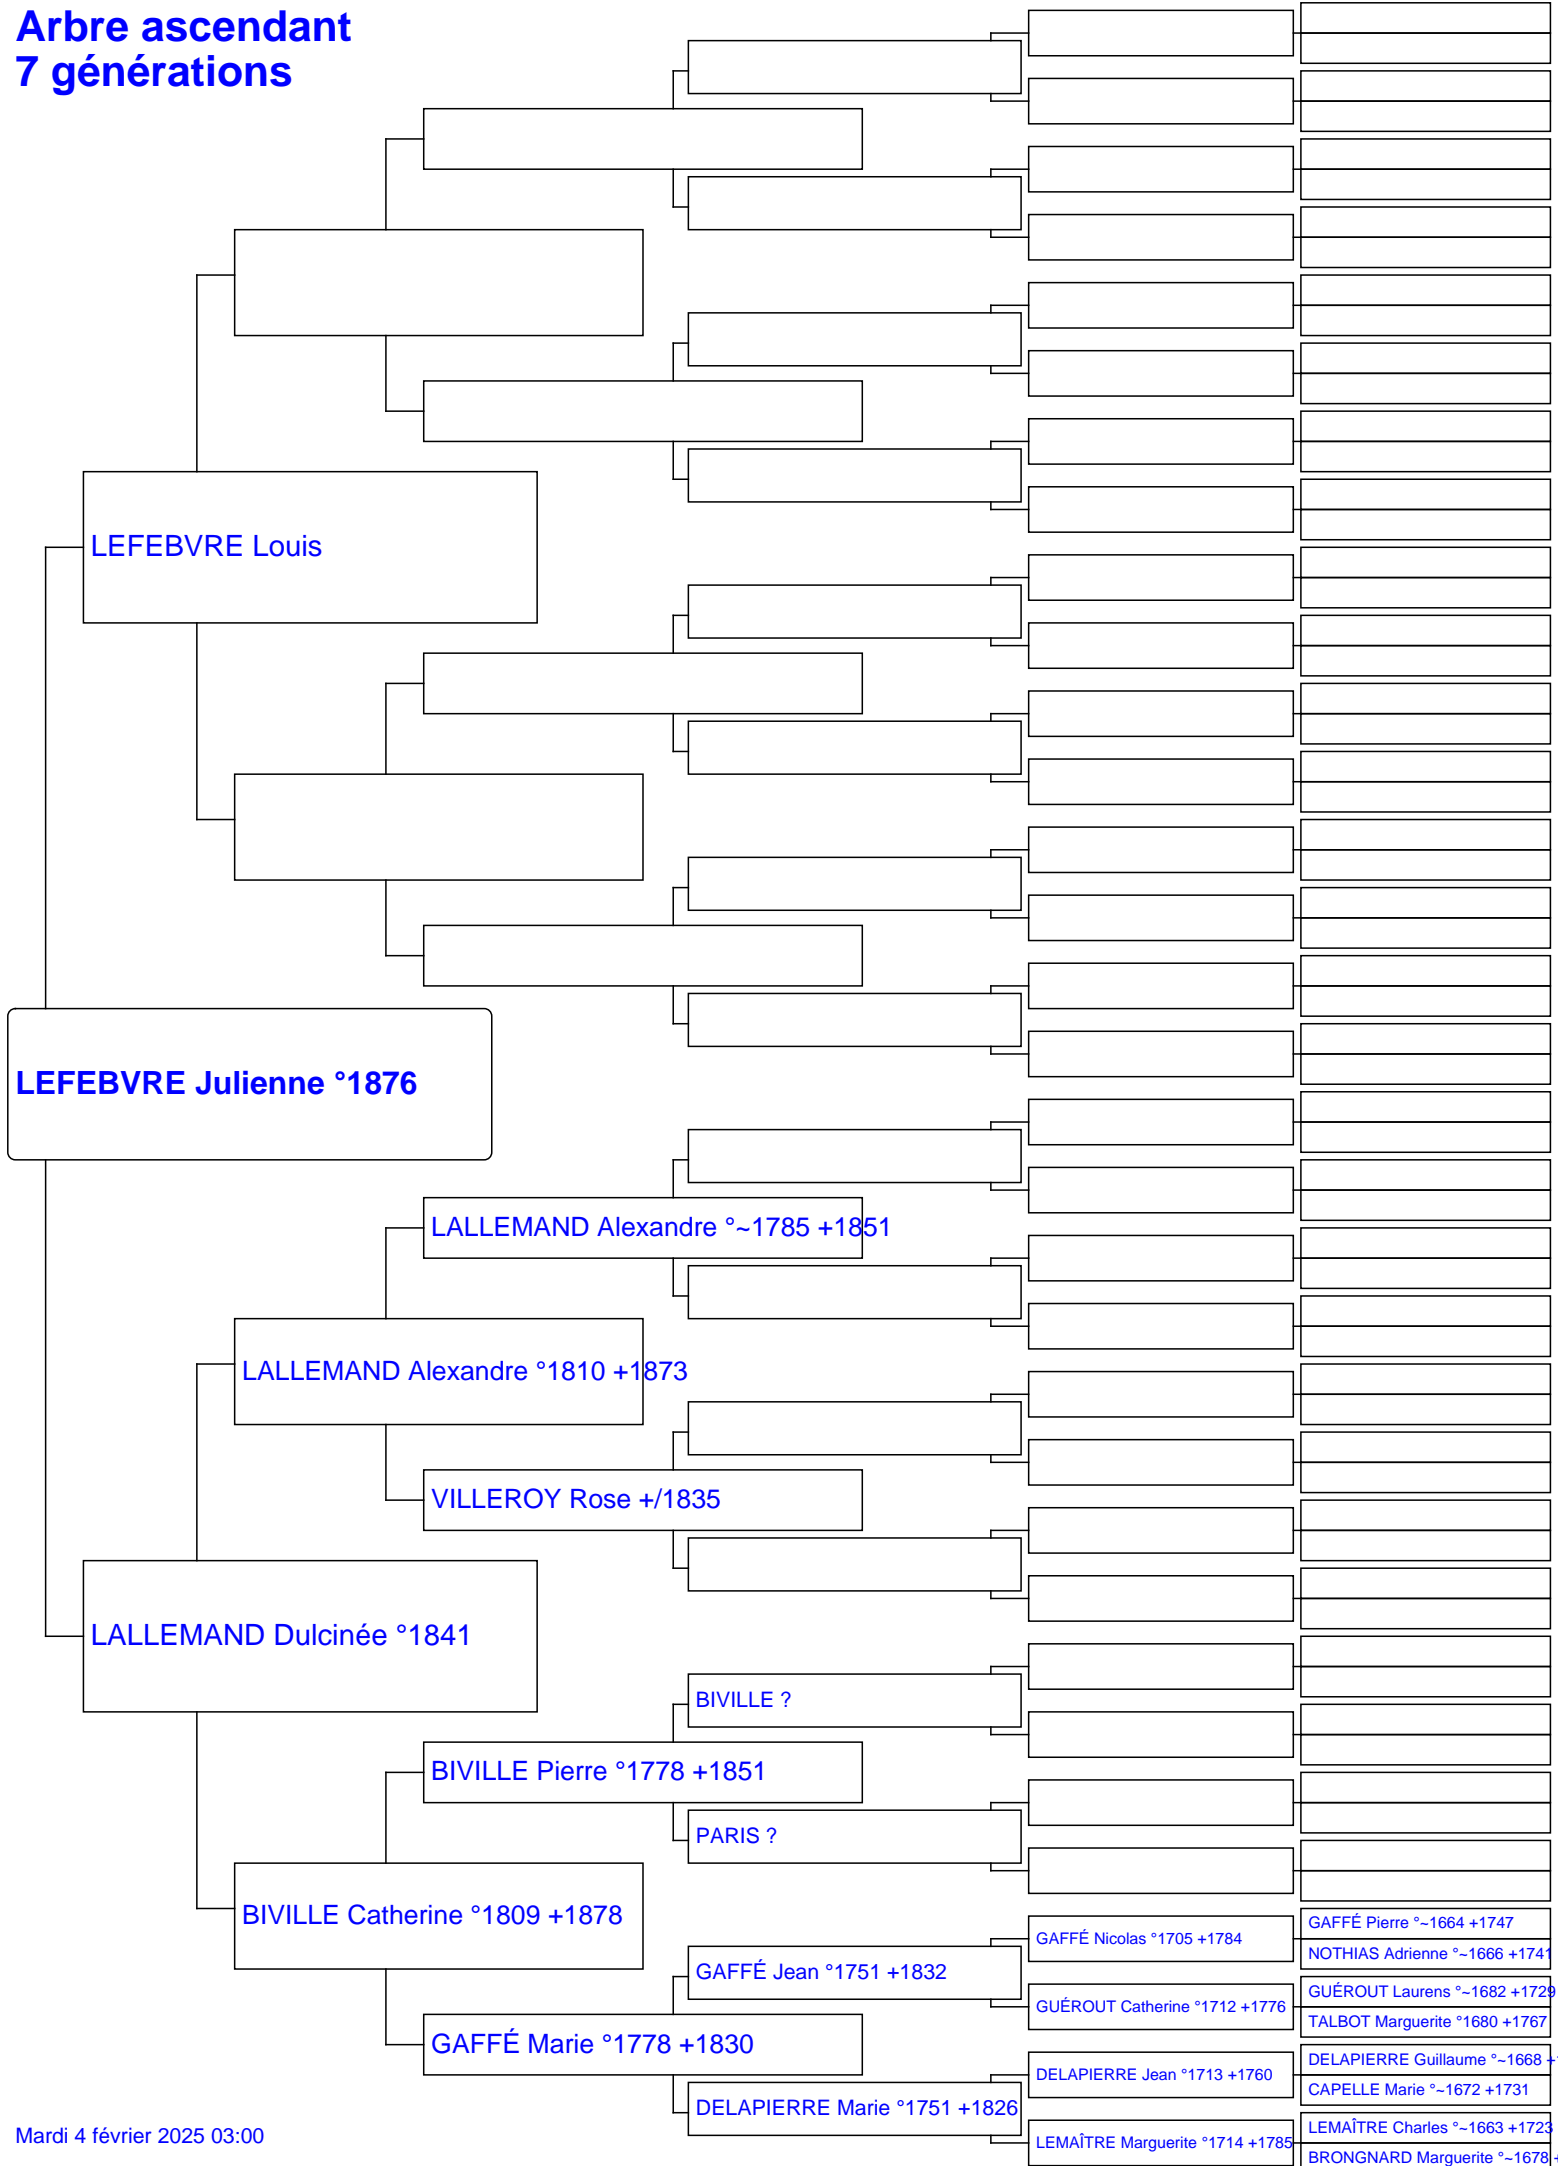 Arbre ascendant
7 générations
LEFEBVRE Louis
LEFEBVRE Julienne °1876
LALLEMAND Alexandre °~1785 +1851
LALLEMAND Alexandre °1810 +1873
VILLEROY Rose +/1835
LALLEMAND Dulcinée °1841
BIVILLE ?
BIVILLE Pierre °1778 +1851
PARIS ?
BIVILLE Catherine °1809 +1878
GAFFÉ Pierre °~1664 +1747
GAFFÉ Nicolas °1705 +1784
NOTHIAS Adrienne °~1666 +1741
GAFFÉ Jean °1751 +1832
GUÉROUT Laurens °~1682 +1729
GUÉROUT Catherine °1712 +1776
TALBOT Marguerite °1680 +1767
GAFFÉ Marie °1778 +1830
DELAPIERRE Guillaume °~1668 +
DELAPIERRE Jean °1713 +1760
CAPELLE Marie °~1672 +1731
DELAPIERRE Marie °1751 +1826
LEMAÎTRE Charles °~1663 +1723
LEMAÎTRE Marguerite °1714 +1785
BRONGNARD Marguerite °~1678 +
Mardi 4 février 2025 03:00